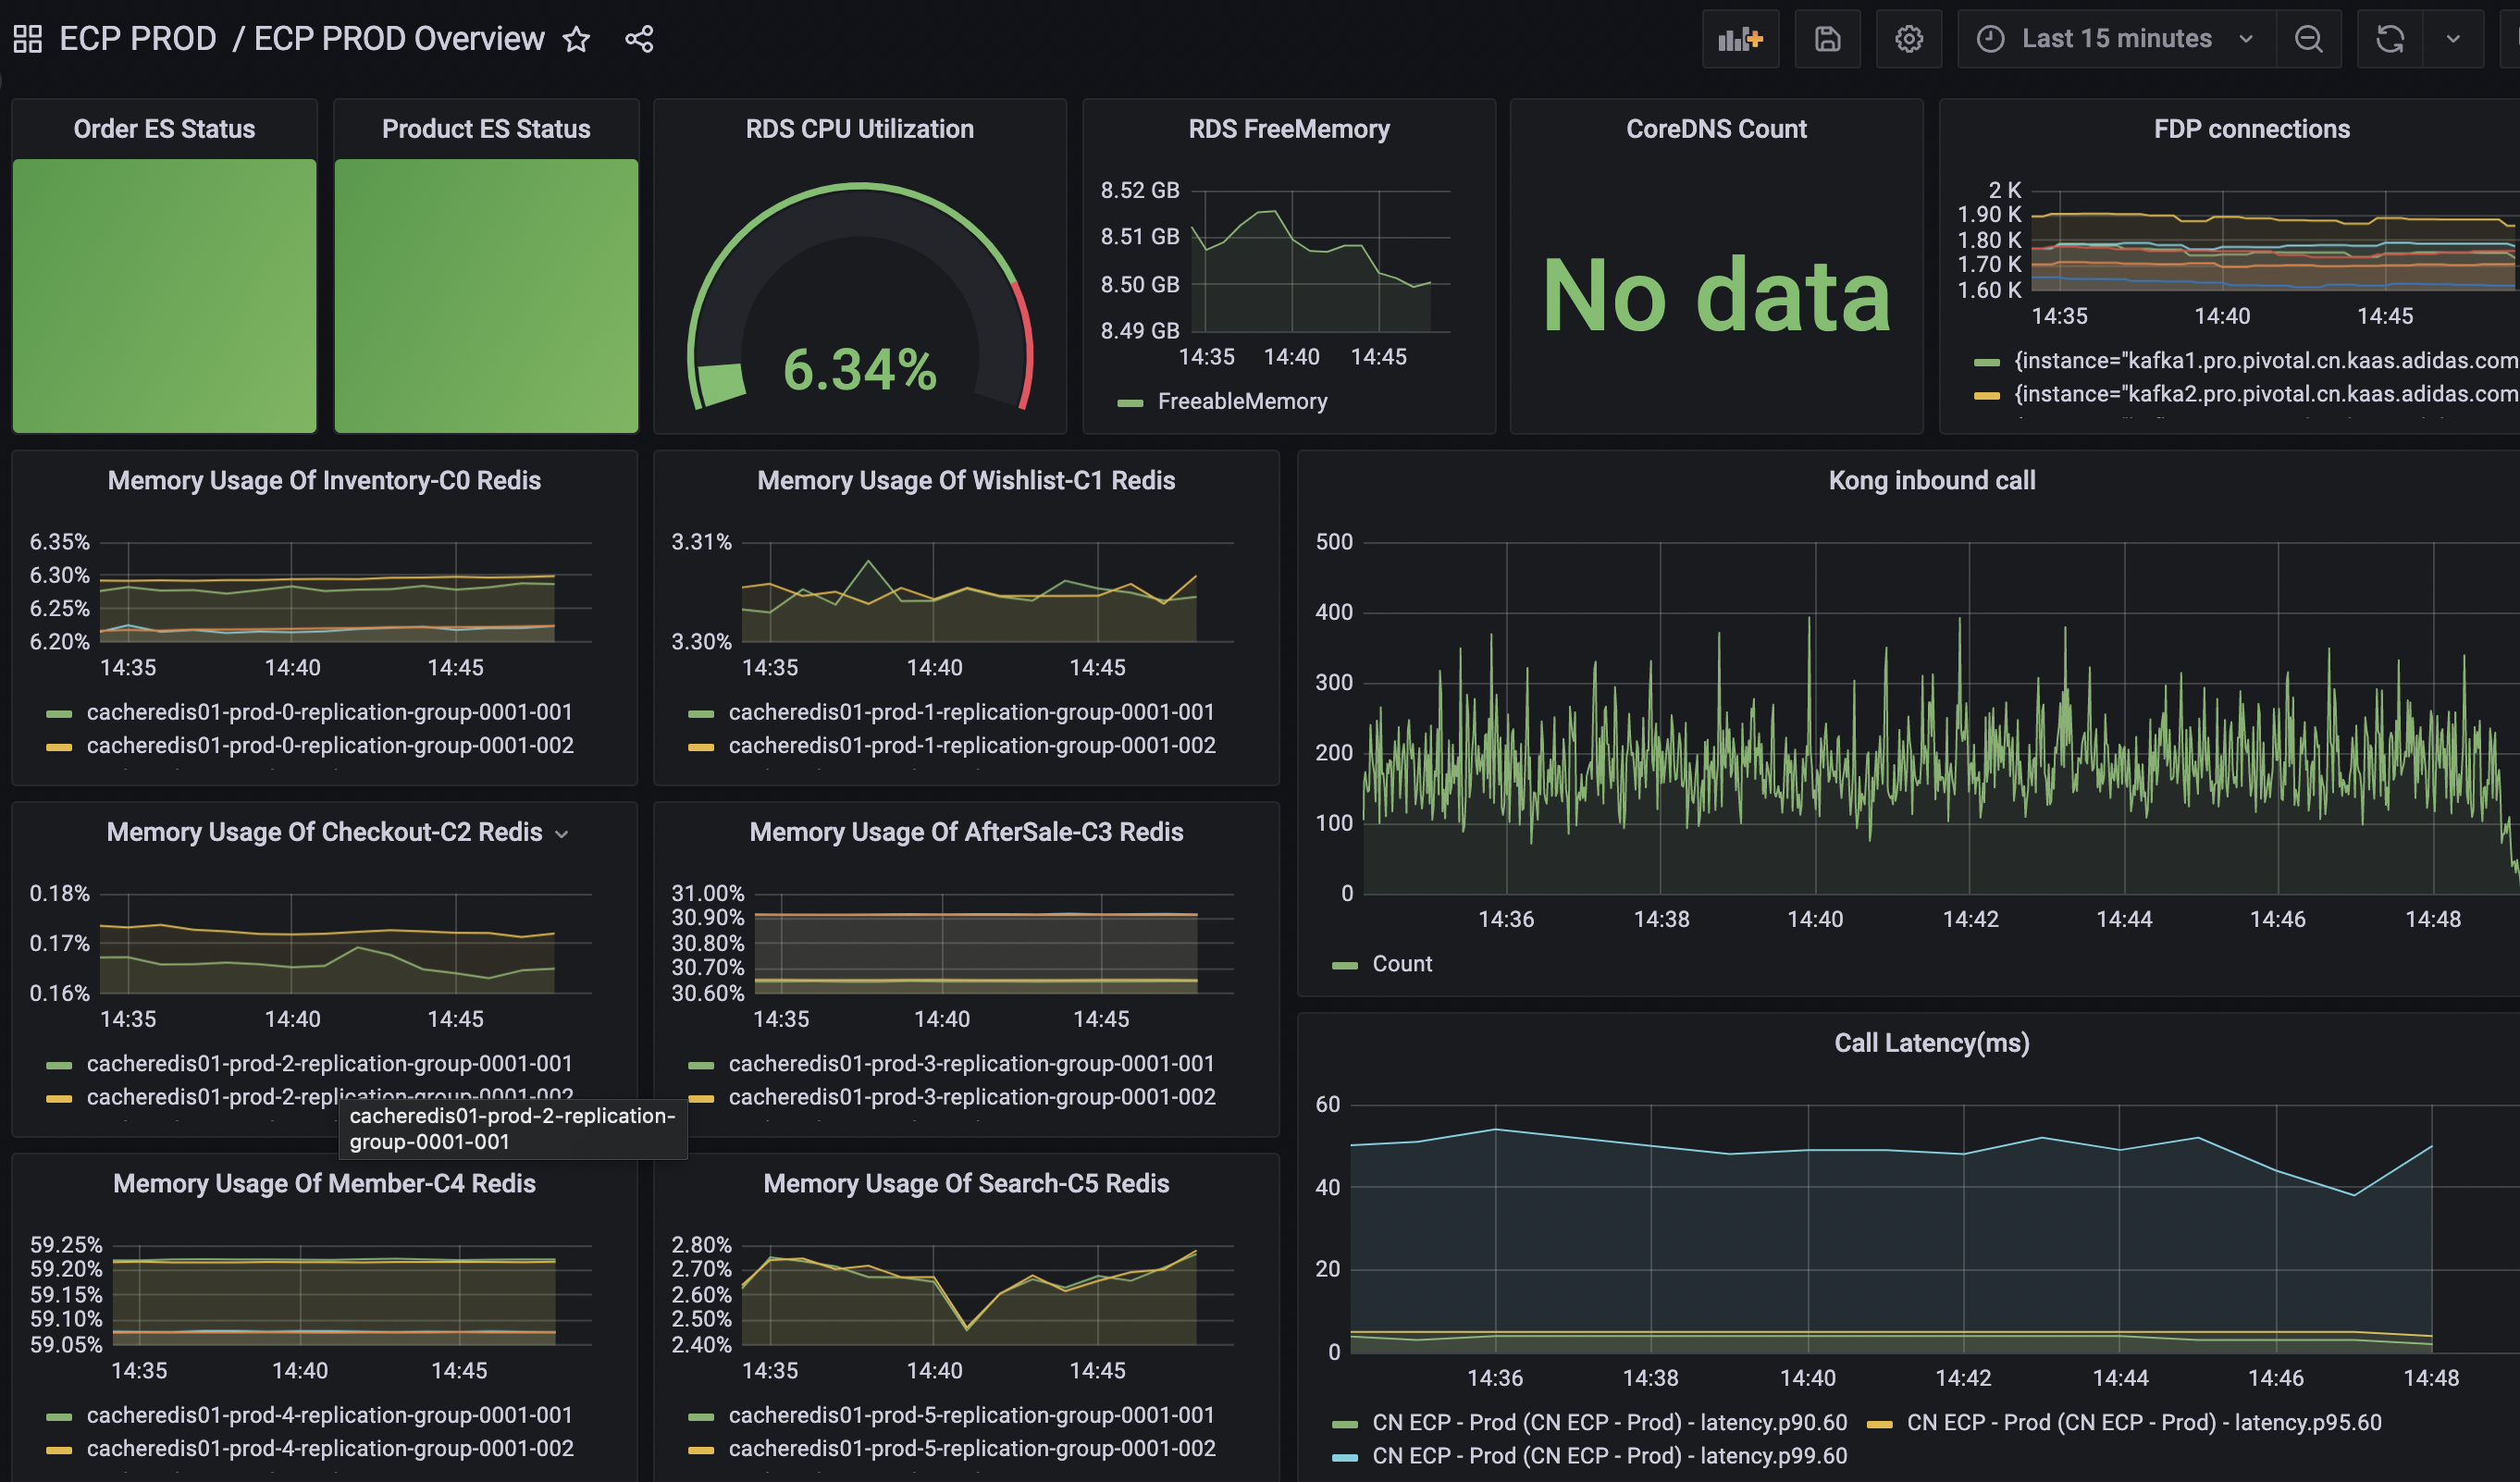 ECP PROD / ECP PROD Overview
Last 15 minutes
Order ES Status
Product ES Status
RDS CPU Utilization
6.34%
RDS FreeMemory
8.52 GB
8.51 GB
8.50 GB
8.49 GB
14:35 14:40 14:45
FreeableMemory
CoreDNS Count
No data
FDP connections
2 K
1.90 K
1.80 K
1.70 K
1.60 K
14:35 14:40 14:45
{instance="kafka1.pro.pivotal.cn.kaas.adidas.com
{instance="kafka2.pro.pivotal.cn.kaas.adidas.com
Memory Usage Of Inventory-C0 Redis
6.35%
6.30%
6.25%
6.20%
14:35 14:40 14:45
cacheredis01-prod-0-replication-group-0001-001
cacheredis01-prod-0-replication-group-0001-002
Memory Usage Of Wishlist-C1 Redis
3.31%
3.30%
14:35 14:40 14:45
cacheredis01-prod-1-replication-group-0001-001
cacheredis01-prod-1-replication-group-0001-002
Kong inbound call
500
400
300
200
100
0
14:36 14:38 14:40 14:42 14:44 14:46 14:48
Count
Memory Usage Of Checkout-C2 Redis
0.18%
0.17%
0.16%
14:35 14:40 14:45
cacheredis01-prod-2-replication-group-0001-001
cacheredis01-prod-2-replication-group-0001-002
cacheredis01-prod-2-replication-
group-0001-001
Memory Usage Of AfterSale-C3 Redis
31.00%
30.90%
30.80%
30.70%
30.60%
14:35 14:40 14:45
cacheredis01-prod-3-replication-group-0001-001
cacheredis01-prod-3-replication-group-0001-002
Call Latency(ms)
60
40
20
0
14:36 14:38 14:40 14:42 14:44 14:46 14:48
CN ECP - Prod (CN ECP - Prod) - latency.p90.60 CN ECP - Prod (CN ECP - Prod) - latency.p95.60
CN ECP - Prod (CN ECP - Prod) - latency.p99.60
Memory Usage Of Member-C4 Redis
59.25%
59.20%
59.15%
59.10%
59.05%
14:35 14:40 14:45
cacheredis01-prod-4-replication-group-0001-001
cacheredis01-prod-4-replication-group-0001-002
Memory Usage Of Search-C5 Redis
2.80%
2.70%
2.60%
2.50%
2.40%
14:35 14:40 14:45
cacheredis01-prod-5-replication-group-0001-001
cacheredis01-prod-5-replication-group-0001-002